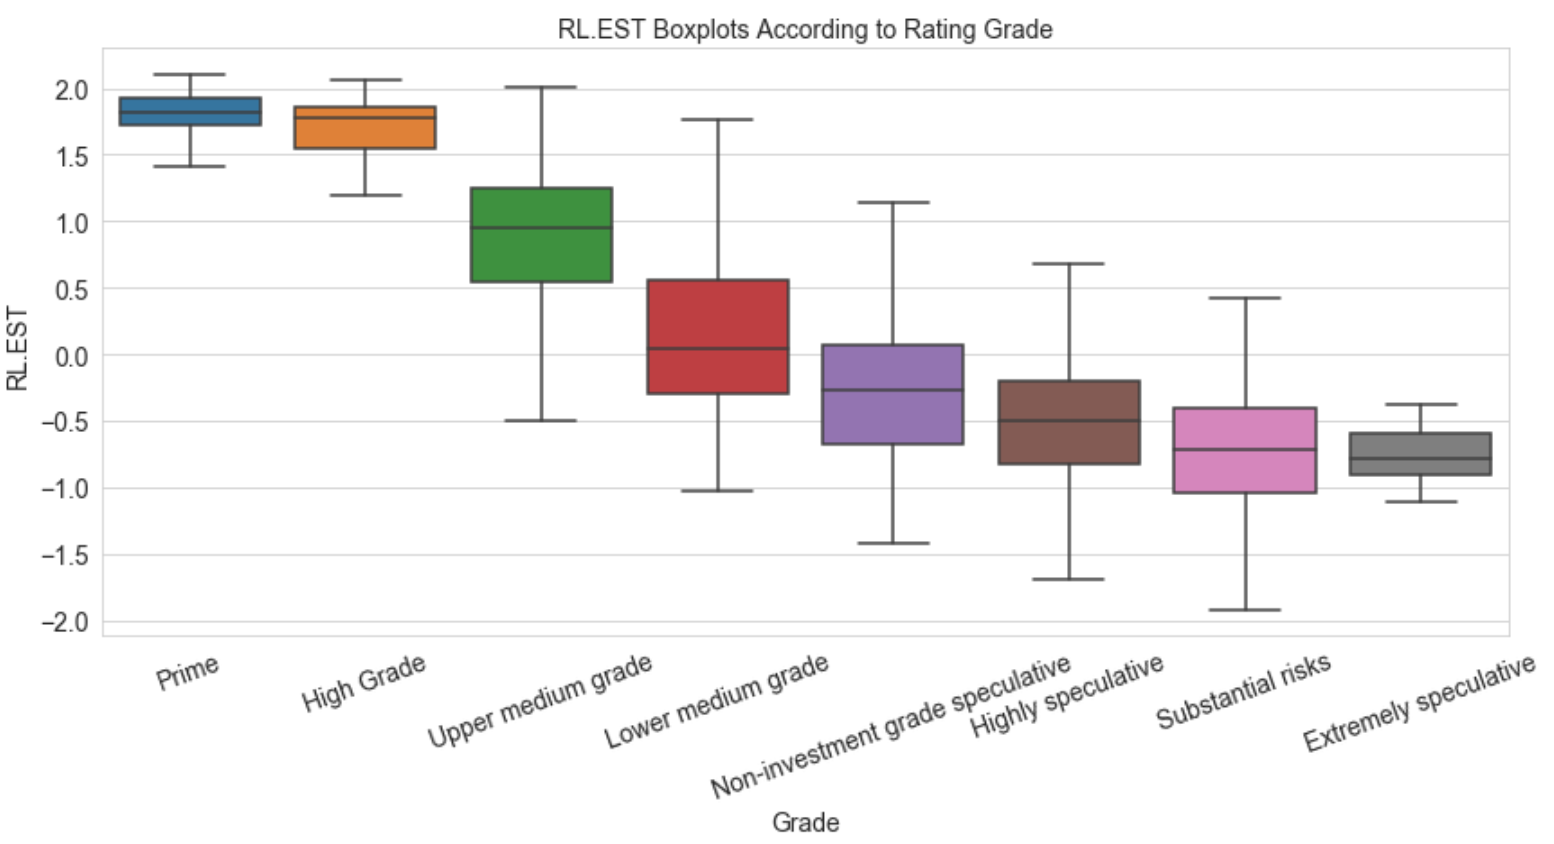 RL.EST Boxplots According to Rating Grade
2.0
1.5
1.0
0.5
0.0
−0.5
−1.0
−1.5
−2.0
RL.EST
Prime
High Grade
Upper medium grade
Lower medium grade
Non-investment grade speculative
Highly speculative
Substantial risks
Extremely speculative
Grade